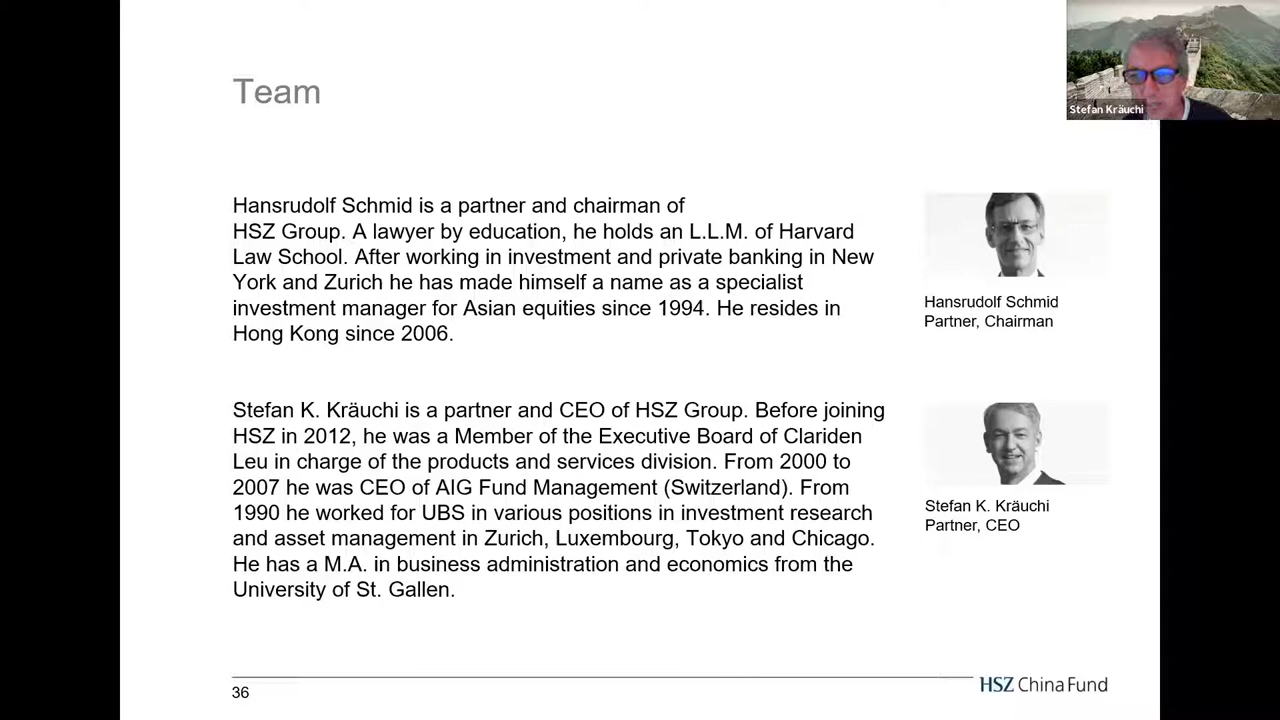 Team
Stefan Kräuchi
Hansrudolf Schmid is a partner and chairman of
HSZ Group. A lawyer by education, he holds an L.L.M. of Harvard
Law School. After working in investment and private banking in New
York and Zurich he has made himself a name as a specialist
investment manager for Asian equities since 1994. He resides in
Hong Kong since 2006.
Hansrudolf Schmid
Partner, Chairman
Stefan K. Kräuchi is a partner and CEO of HSZ Group. Before joining
HSZ in 2012, he was a Member of the Executive Board of Clariden
Leu in charge of the products and services division. From 2000 to
2007 he was CEO of AIG Fund Management (Switzerland). From
1990 he worked for UBS in various positions in investment research
and asset management in Zurich, Luxembourg, Tokyo and Chicago.
He has a M.A. in business administration and economics from the
University of St. Gallen.
Stefan K. Kräuchi
Partner, CEO
36
HSZ China Fund